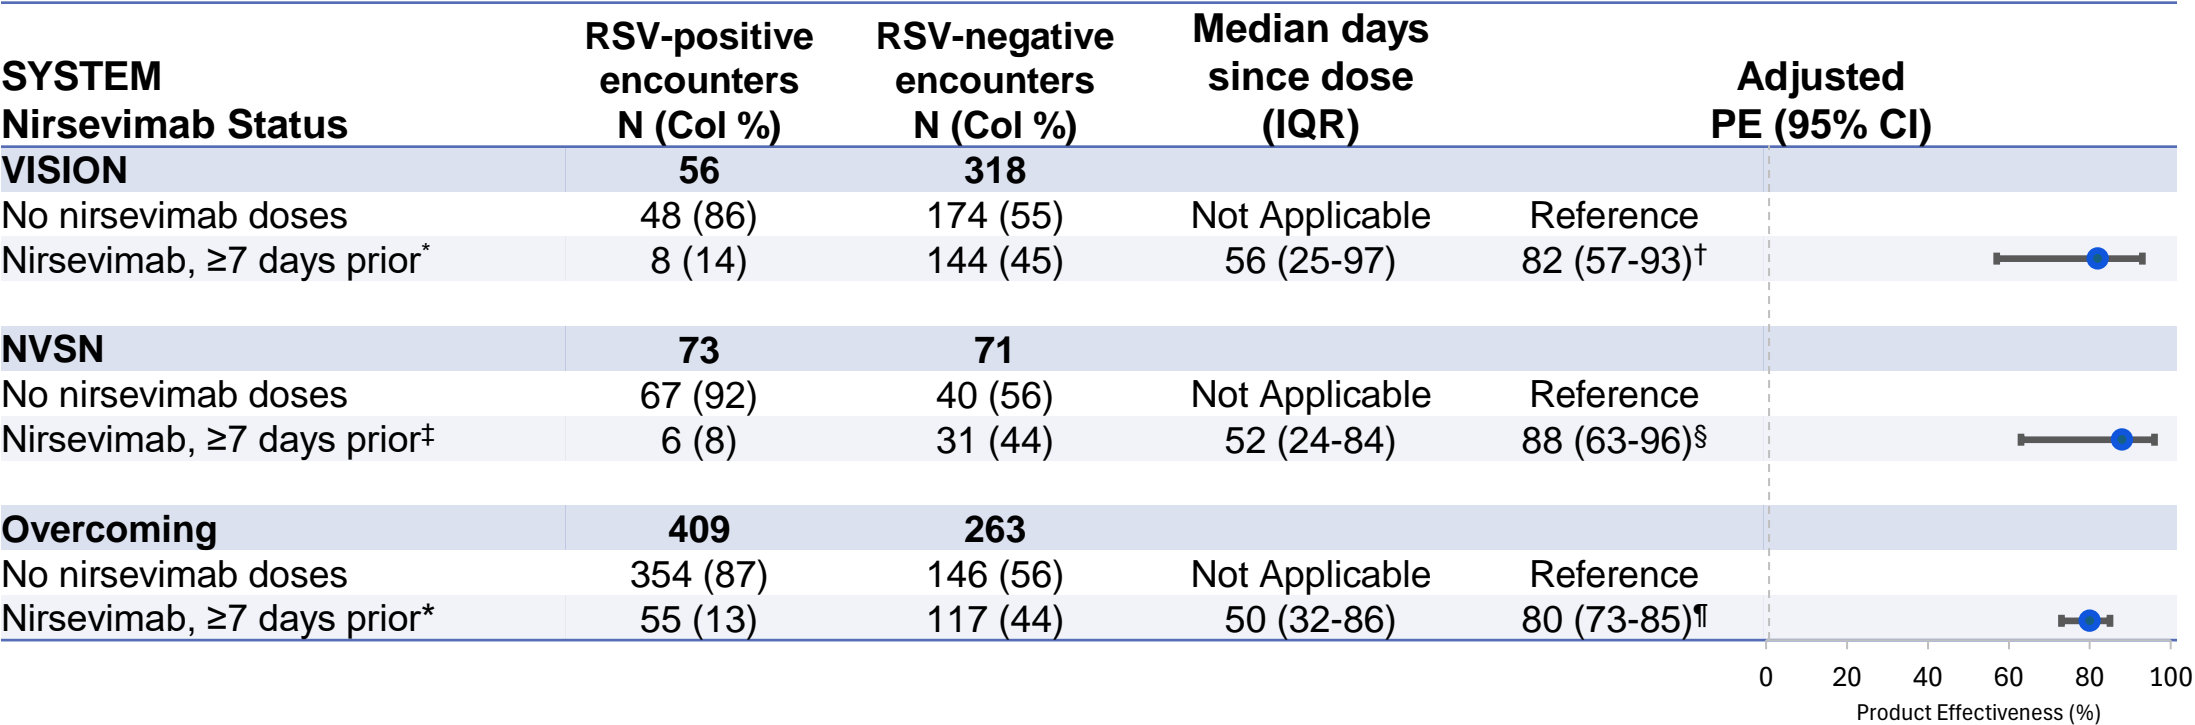 SYSTEM
Nirsevimab Status
RSV-positive
encounters
N (Col %)
RSV-negative
encounters
N (Col %)
Median days
since dose
(IQR)
Adjusted
PE (95% CI)
VISION 56 318
No nirsevimab doses 48 (86) 174 (55) Not Applicable Reference
Nirsevimab, ≥7 days prior* 8 (14) 144 (45) 56 (25-97) 82 (57-93)†
NVSN 73 71
No nirsevimab doses 67 (92) 40 (56) Not Applicable Reference
Nirsevimab, ≥7 days prior‡ 6 (8) 31 (44) 52 (24-84) 88 (63-96)§
Overcoming 409 263
No nirsevimab doses 354 (87) 146 (56) Not Applicable Reference
Nirsevimab, ≥7 days prior* 55 (13) 117 (44) 50 (32-86) 80 (73-85)¶
0 20 40 60 80 100
Product Effectiveness (%)